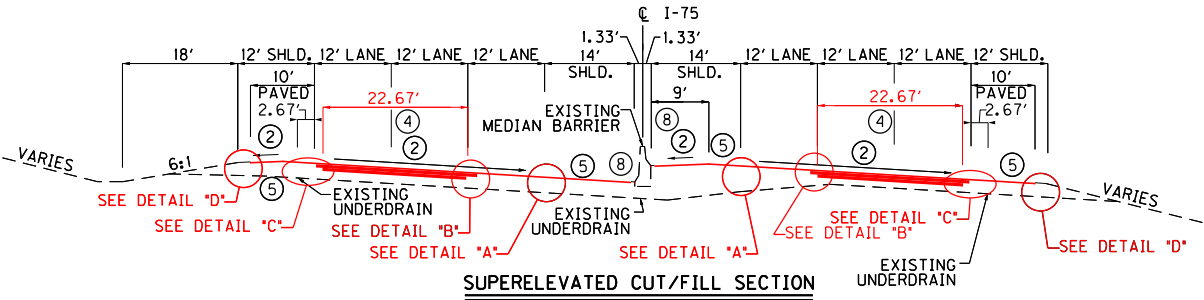 ℄ I-75
1.33' 1.33'
18' 12' SHLD. 12' LANE 12' LANE 12' LANE 14' SHLD. 14' SHLD. 12' LANE 12' LANE 12' LANE 12' SHLD.
10' PAVED
2.67'
22.67'
9'
22.67'
10' PAVED
2.67'
EXISTING
MEDIAN BARRIER
4
2
2
8
2
5
8
5
4
2
5
VARIES
6:1
5
SEE DETAIL "D"
SEE DETAIL "C"
EXISTING
UNDERDRAIN
SEE DETAIL "B"
SEE DETAIL "A"
EXISTING
UNDERDRAIN
SEE DETAIL "A"
SEE DETAIL "B"
SEE DETAIL "C"
EXISTING
UNDERDRAIN
VARIES
SEE DETAIL "D"
SUPERELEVATED CUT/FILL SECTION